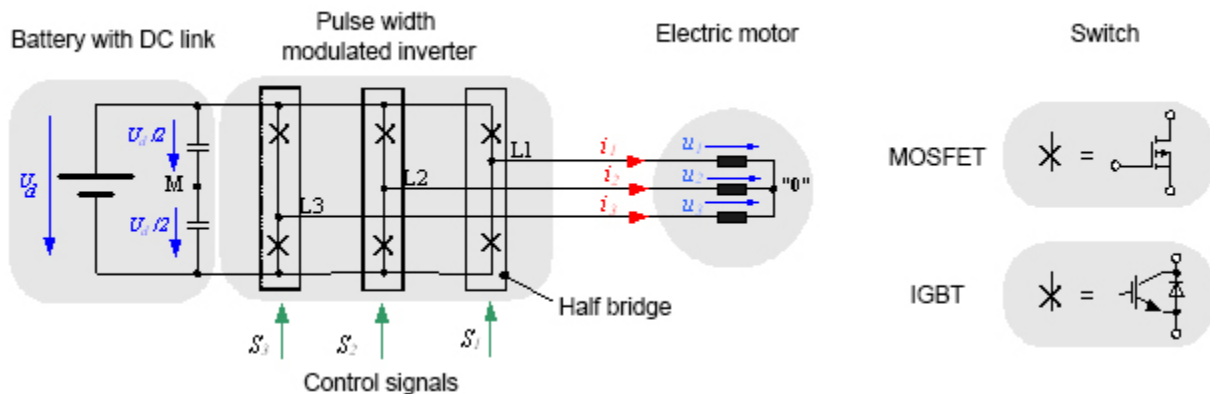 Battery with DC link
Pulse width
modulated inverter
Electric motor
Switch
U_d
U_d/2
M
U_d/2
L1
L2
L3
i_1
i_2
i_3
u_1
u_2
u_3
"0"
MOSFET
=
IGBT
=
Half bridge
S_3
S_2
S_1
Control signals